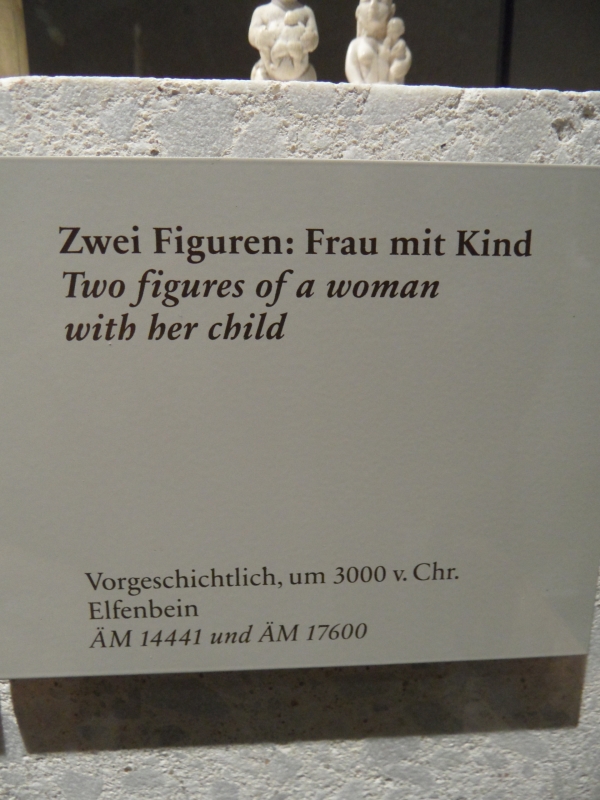 Zwei Figuren: Frau mit Kind
Two figures of a woman
with her child
Vorgeschichtlich, um 3000 v. Chr.
Elfenbein
ÄM 14441 und ÄM 17600